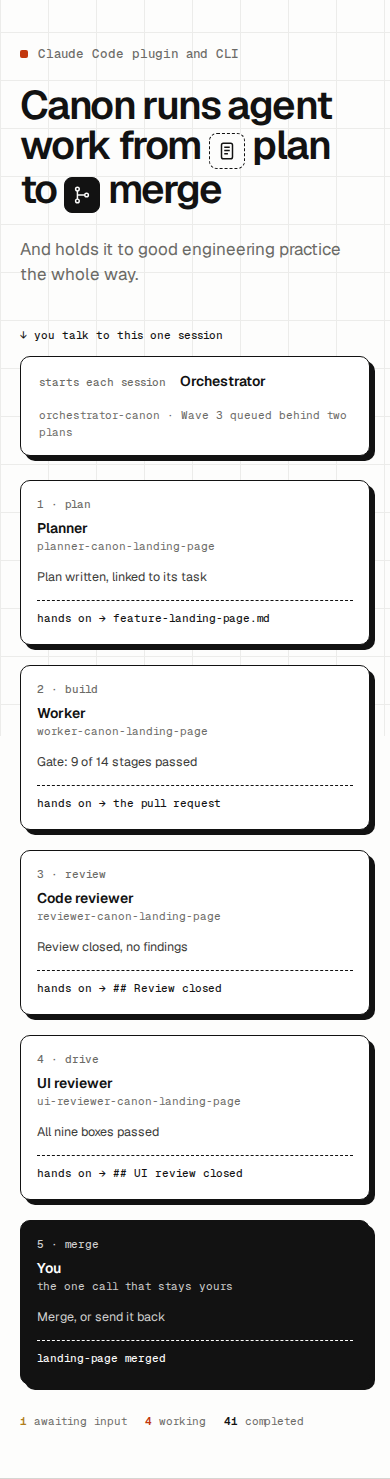 Claude Code plugin and CLI
Canon runs agent
work from plan
to merge
And holds it to good engineering practice
the whole way.
↓ you talk to this one session
starts each session Orchestrator
orchestrator-canon · Wave 3 queued behind two
plans
1 · plan
Planner
planner-canon-landing-page
Plan written, linked to its task
hands on → feature-landing-page.md
2 · build
Worker
worker-canon-landing-page
Gate: 9 of 14 stages passed
hands on → the pull request
3 · review
Code reviewer
reviewer-canon-landing-page
Review closed, no findings
hands on → ## Review closed
4 · drive
UI reviewer
ui-reviewer-canon-landing-page
All nine boxes passed
hands on → ## UI review closed
5 · merge
You
the one call that stays yours
Merge, or send it back
landing-page merged
1 awaiting input 4 working 41 completed